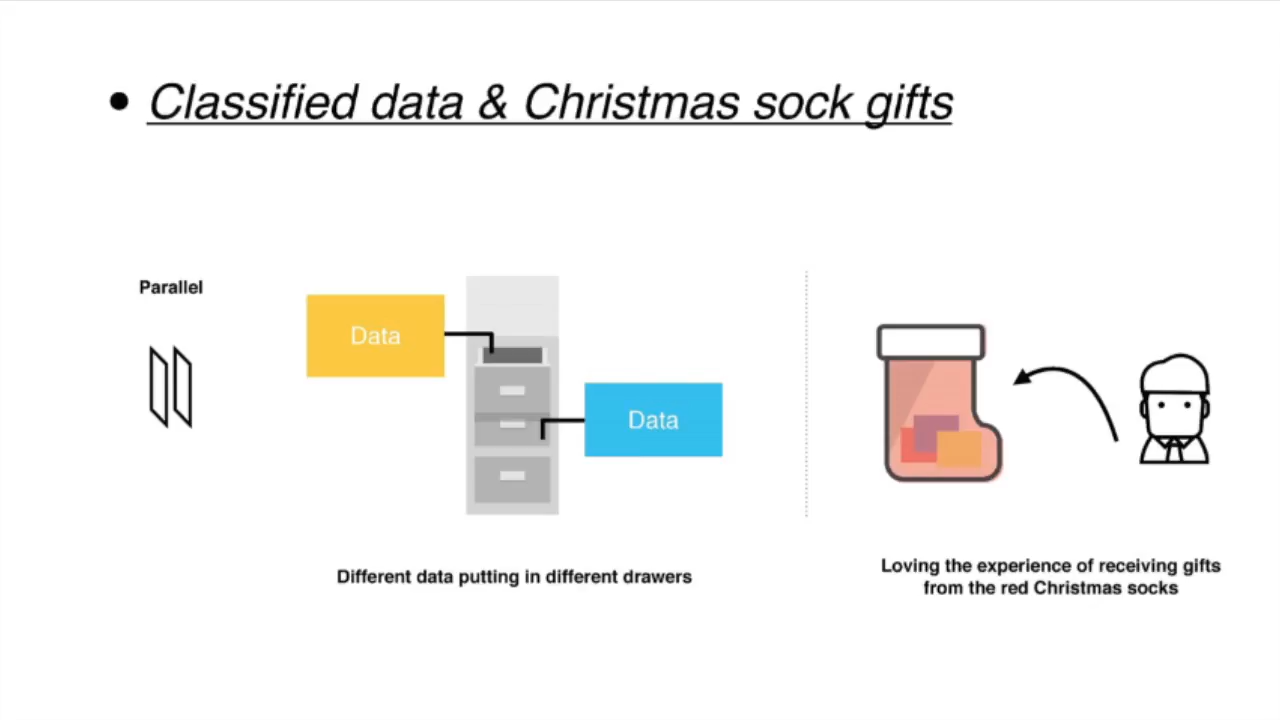 • Classified data & Christmas sock gifts
Parallel
Data
Data
Different data putting in different drawers
Loving the experience of receiving gifts
from the red Christmas socks